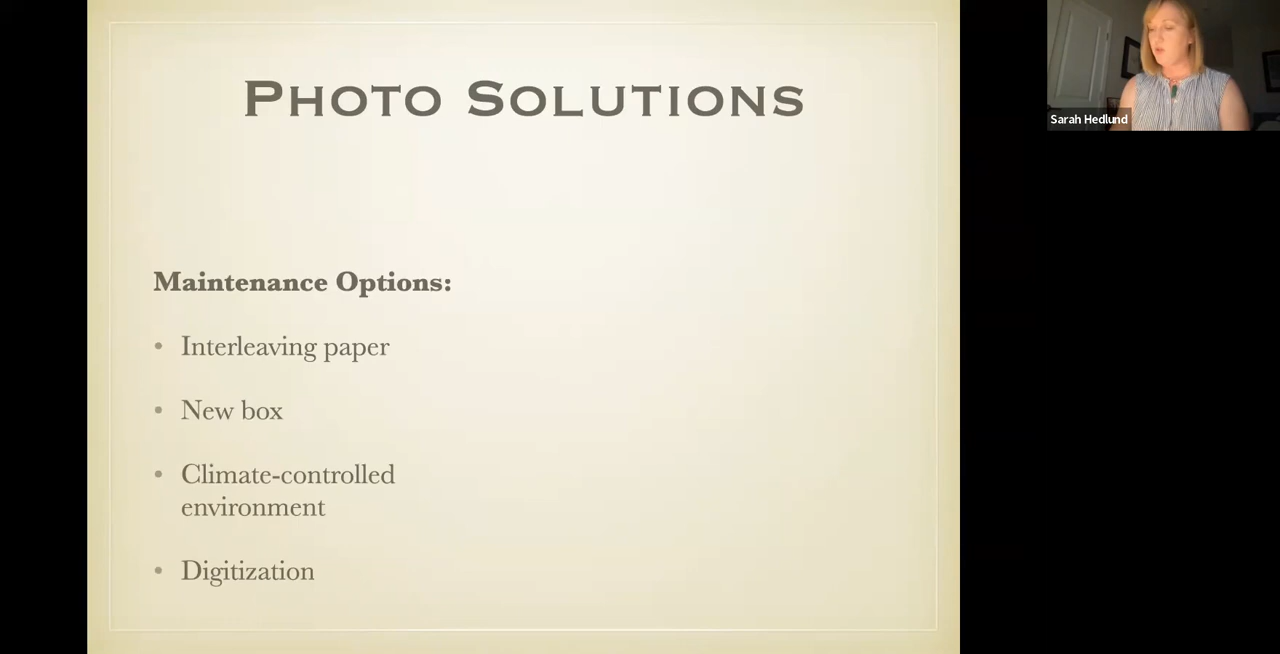 Photo Solutions
Sarah Hedlund
Maintenance Options:
• Interleaving paper
• New box
• Climate-controlled
environment
• Digitization